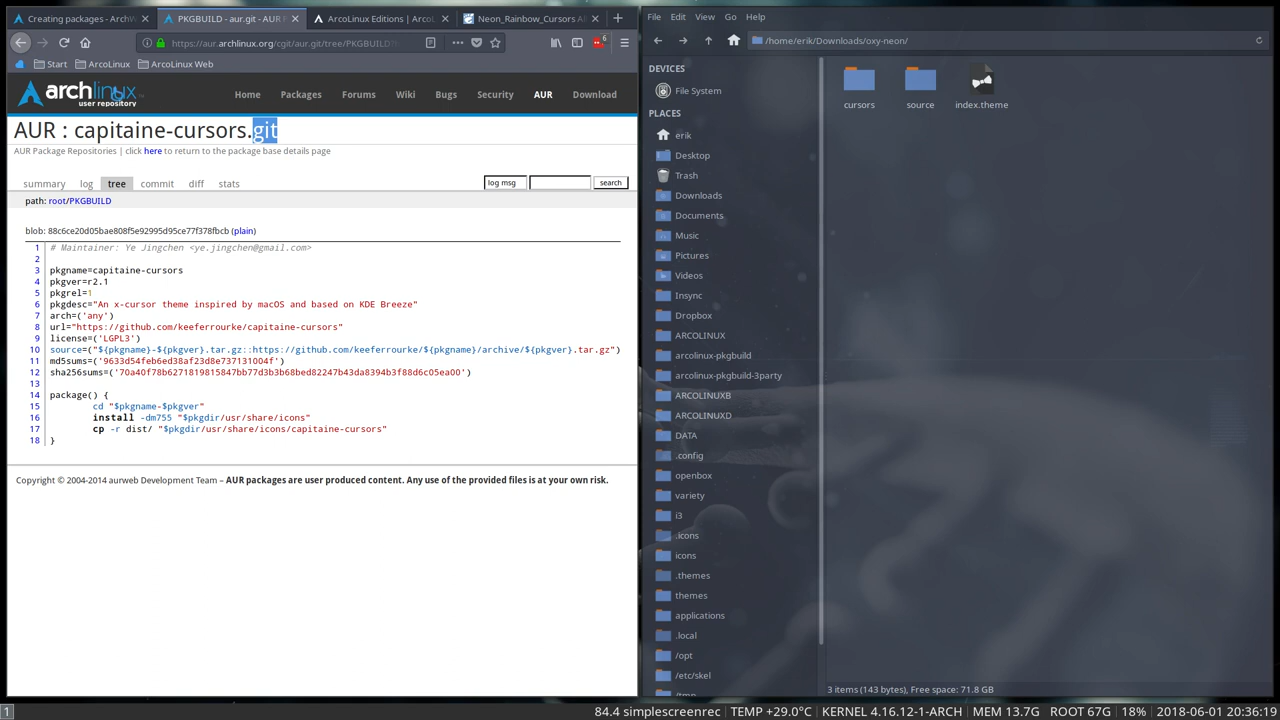 Creating packages - ArchW
PKGBUILD - aur.git - AUR P
ArcoLinux Editions | ArcoL
Neon_Rainbow_Cursors A
https://aur.archlinux.org/cgit/aur.git/tree/PKGBUILD?
6
Start
ArcoLinux
ArcoLinux Web
archlinux
user repository
Home
Packages
Forums
Wiki
Bugs
Security
AUR
Download
AUR : capitaine-cursors.git
AUR Package Repositories | click here to return to the package base details page
summary
log
tree
commit
diff
stats
log msg
search
path: root/PKGBUILD
blob: 88c6ce20d05bae808f5e92995d95ce77f378fbcb (plain)
1 # Maintainer: Ye Jingchen <ye.jingchen@gmail.com>
2
3 pkgname=capitaine-cursors
4 pkgver=r2.1
5 pkgrel=1
6 pkgdesc="An x-cursor theme inspired by macOS and based on KDE Breeze"
7 arch=('any')
8 url="https://github.com/keeferrourke/capitaine-cursors"
9 license=('LGPL3')
10 source=("${pkgname}-${pkgver}.tar.gz::https://github.com/keeferrourke/${pkgname}/archive/${pkgver}.tar.gz")
11 md5sums=('9633d54feb6ed38af23d8e737131004f')
12 sha256sums=('70a40f78b6271819815847bb77d3b3b68bed82247b43da8394b3f88d6c05ea00')
13
14 package() {
15 cd "$pkgname-$pkgver"
16 install -dm755 "$pkgdir/usr/share/icons"
17 cp -r dist/ "$pkgdir/usr/share/icons/capitaine-cursors"
18 }
Copyright © 2004-2014 aurweb Development Team – AUR packages are user produced content. Any use of the provided files is at your own risk.
File
Edit
View
Go
Help
/home/erik/Downloads/oxy-neon/
DEVICES
File System
PLACES
erik
Desktop
Trash
Downloads
Documents
Music
Pictures
Videos
Insync
Dropbox
ARCOLINUX
arcolinux-pkgbuild
arcolinux-pkgbuild-3party
ARCOLINUXB
ARCOLINUXD
DATA
.config
openbox
variety
i3
.icons
icons
.themes
themes
applications
.local
/opt
/etc/skel
/tmp
cursors
source
index.theme
3 items (143 bytes), Free space: 71.8 GB
1
84.4 simplescreenrec | TEMP +29.0°C | KERNEL 4.16.12-1-ARCH | MEM 13.7G | ROOT 67G | 18% | 2018-06-01 20:36:19